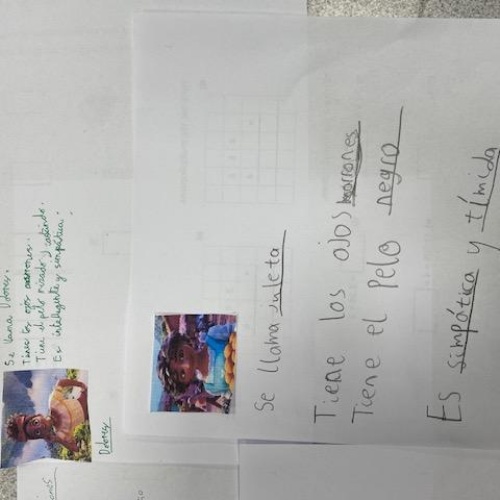 Se llama Dolores.
Tiene los ojos marrones.
Tiene el pelo rizado y castaño.
Es inteligente y simpática.
Dolores
Se llama Julieta
Tiene los ojos marrones
Tiene el pelo negro
Es simpática y tímida